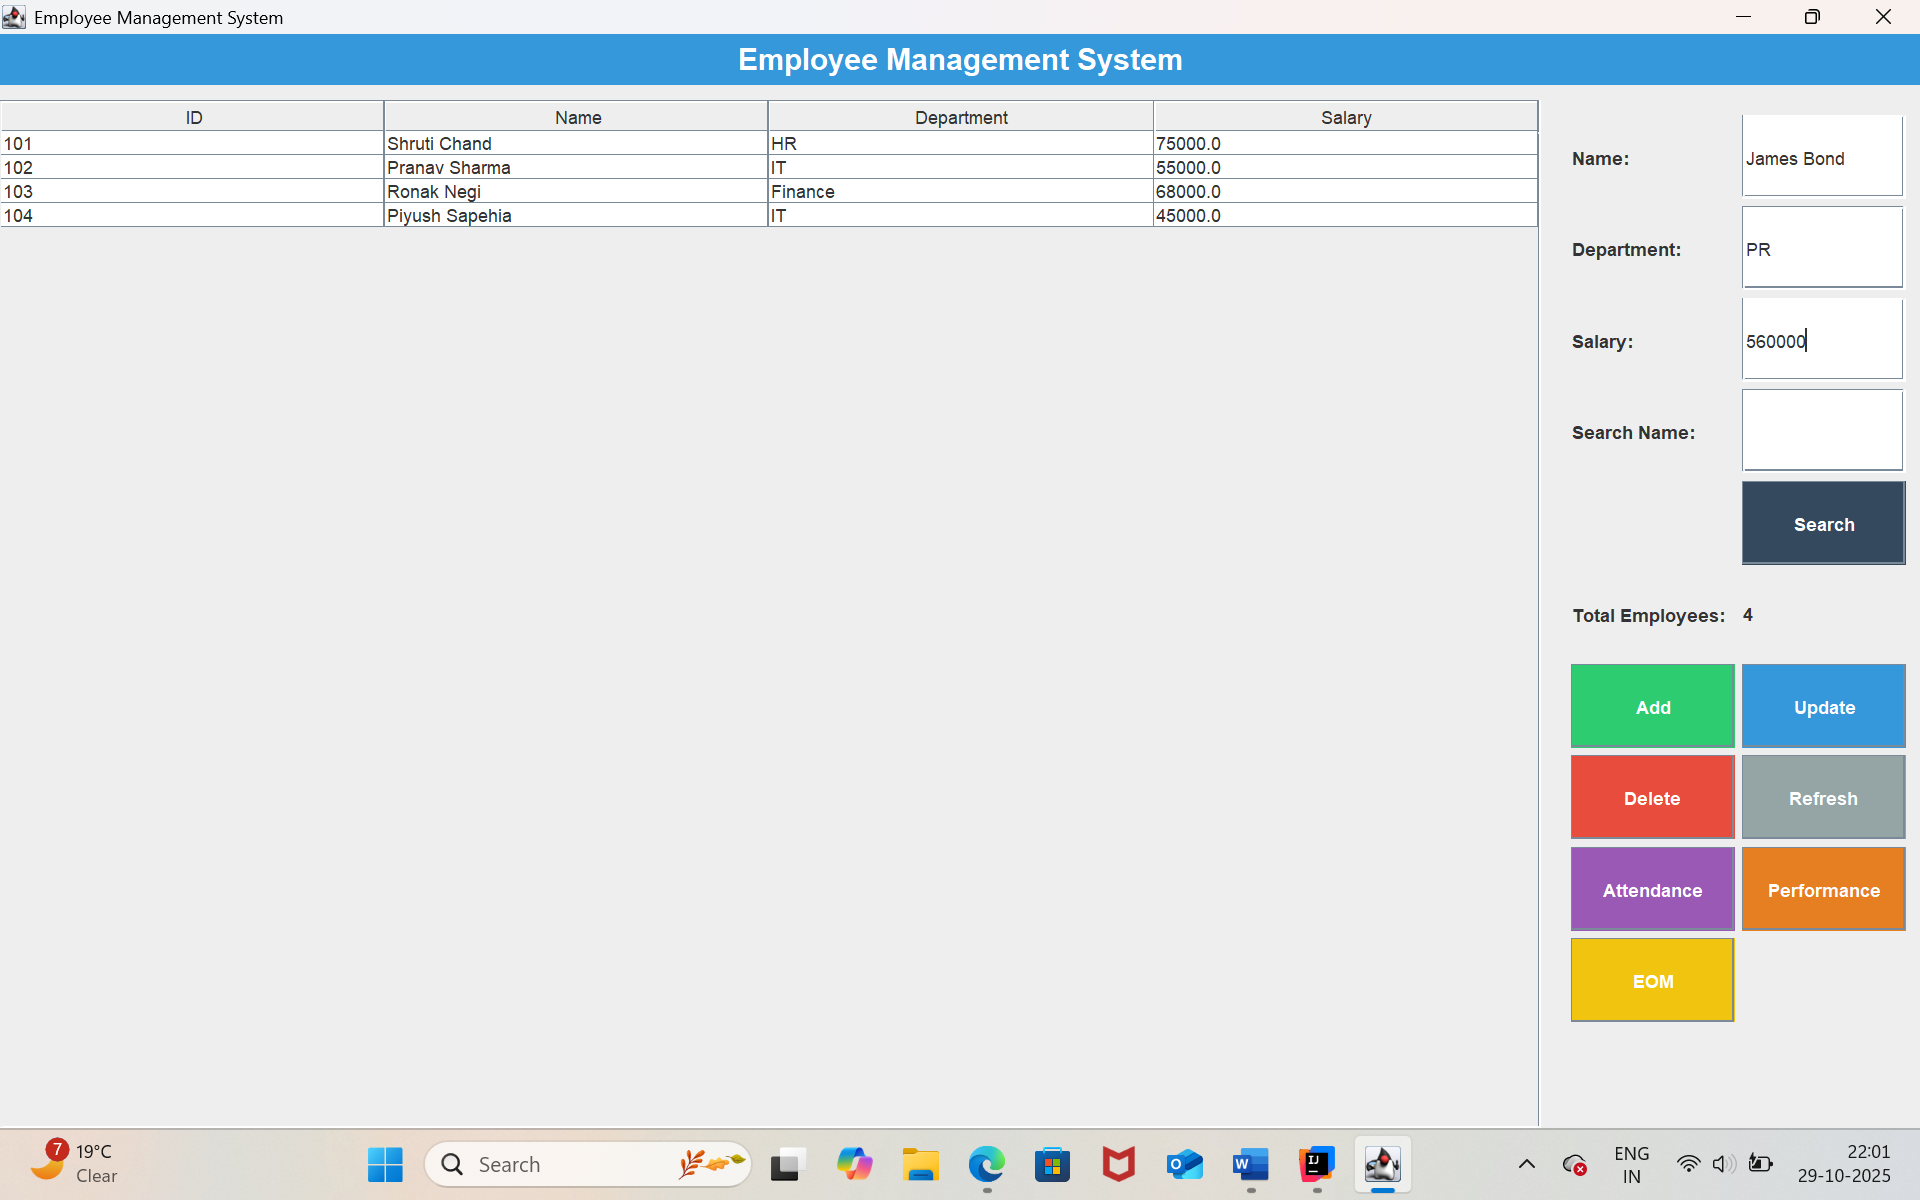 Employee Management System
Employee Management System
ID Name Department Salary
101 Shruti Chand HR 75000.0
102 Pranav Sharma IT 55000.0
103 Ronak Negi Finance 68000.0
104 Piyush Sapehia IT 45000.0
Name: James Bond
Department: PR
Salary: 560000
Search Name:
Search
Total Employees: 4
Add Update
Delete Refresh
Attendance Performance
EOM
7 19°C
Clear
Search
ENG
IN
22:01
29-10-2025